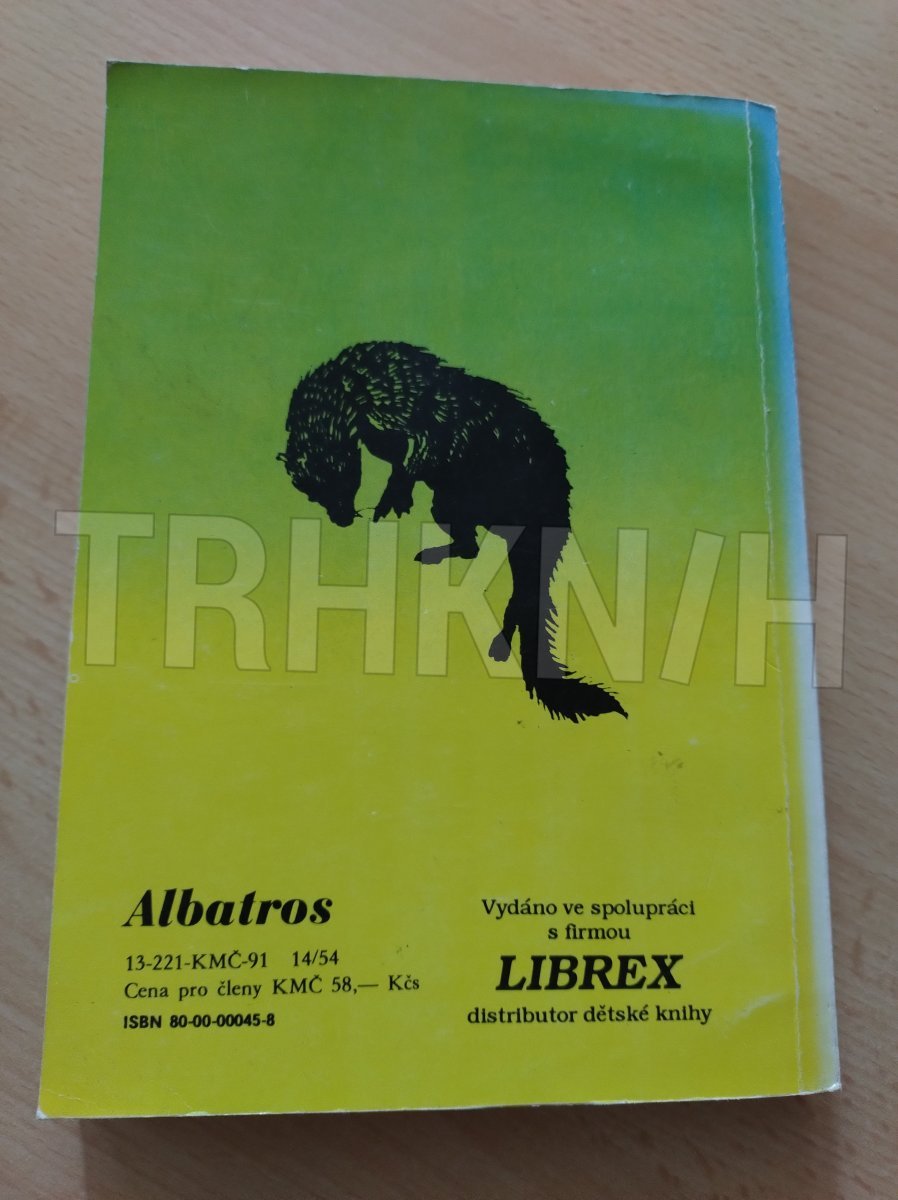 TRHKN/H
Albatros
13-221-KMČ-91 14/54
Cena pro členy KMČ 58,— Kčs
ISBN 80-00-00045-8
Vydáno ve spolupráci
s firmou
LIBREX
distributor dětské knihy